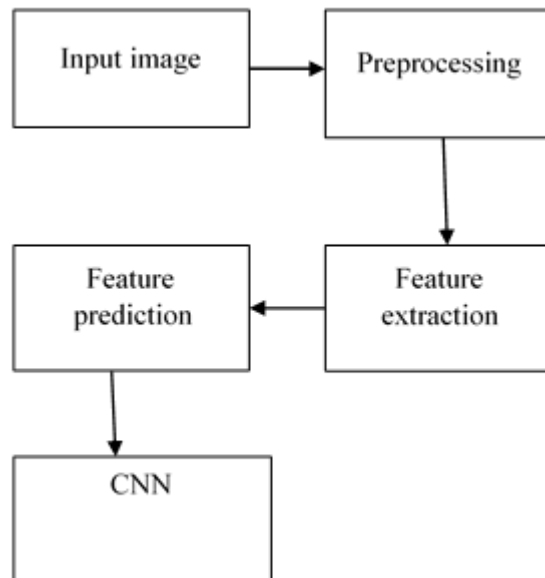 Input image
Preprocessing
Feature
extraction
Feature
prediction
CNN